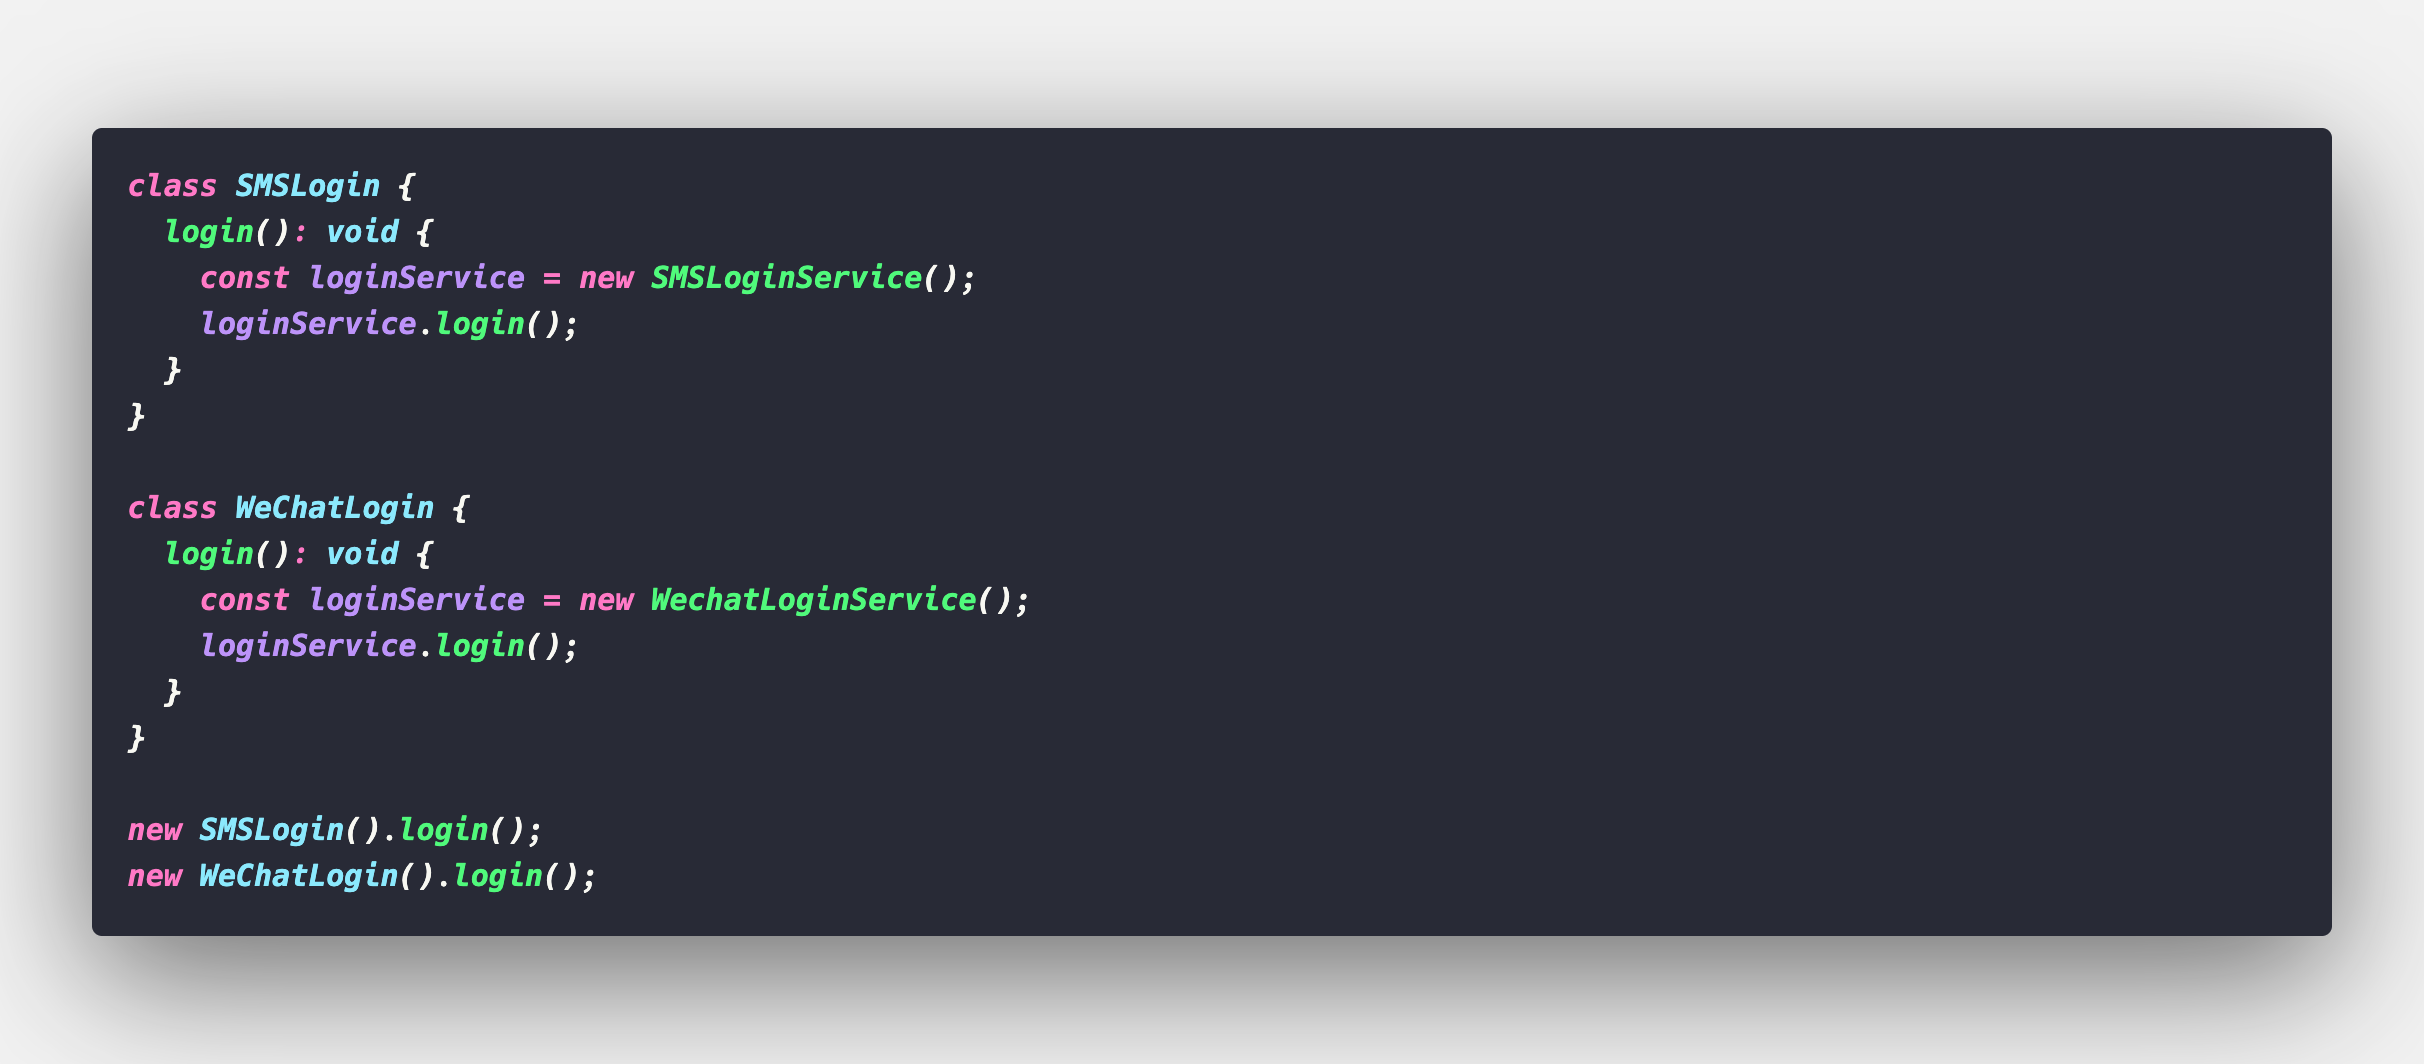 class SMSLogin {
  login(): void {
    const loginService = new SMSLoginService();
    loginService.login();
  }
}

class WeChatLogin {
  login(): void {
    const loginService = new WechatLoginService();
    loginService.login();
  }
}

new SMSLogin().login();
new WeChatLogin().login();